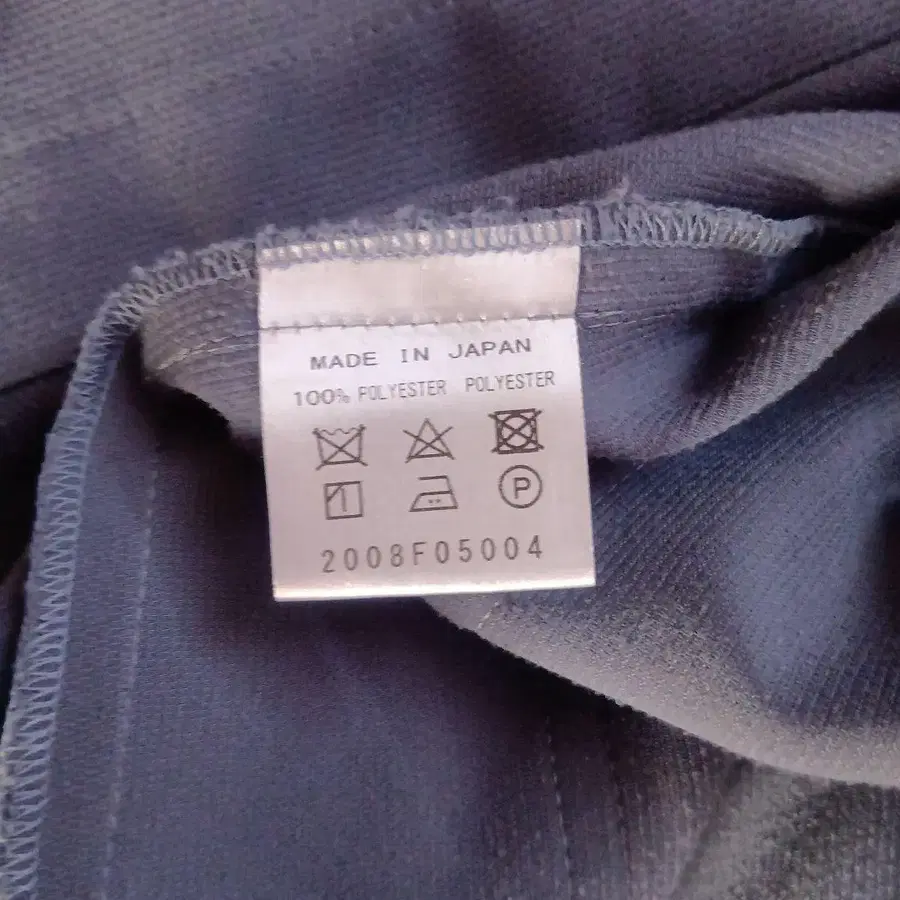 MADE IN JAPAN
100% POLYESTER POLYESTER
P
2008F05004